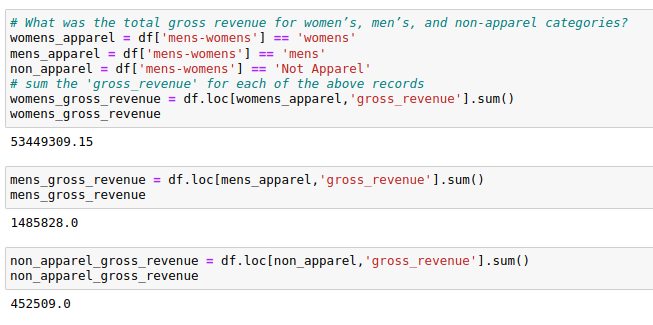 # What was the total gross revenue for women's, men's, and non-apparel categories?
womens_apparel = df['mens-womens'] == 'womens'
mens_apparel = df['mens-womens'] == 'mens'
non_apparel = df['mens-womens'] == 'Not Apparel'
# sum the 'gross_revenue' for each of the above records
womens_gross_revenue = df.loc[womens_apparel,'gross_revenue'].sum()
womens_gross_revenue
53449309.15
mens_gross_revenue = df.loc[mens_apparel,'gross_revenue'].sum()
mens_gross_revenue
1485828.0
non_apparel_gross_revenue = df.loc[non_apparel,'gross_revenue'].sum()
non_apparel_gross_revenue
452509.0